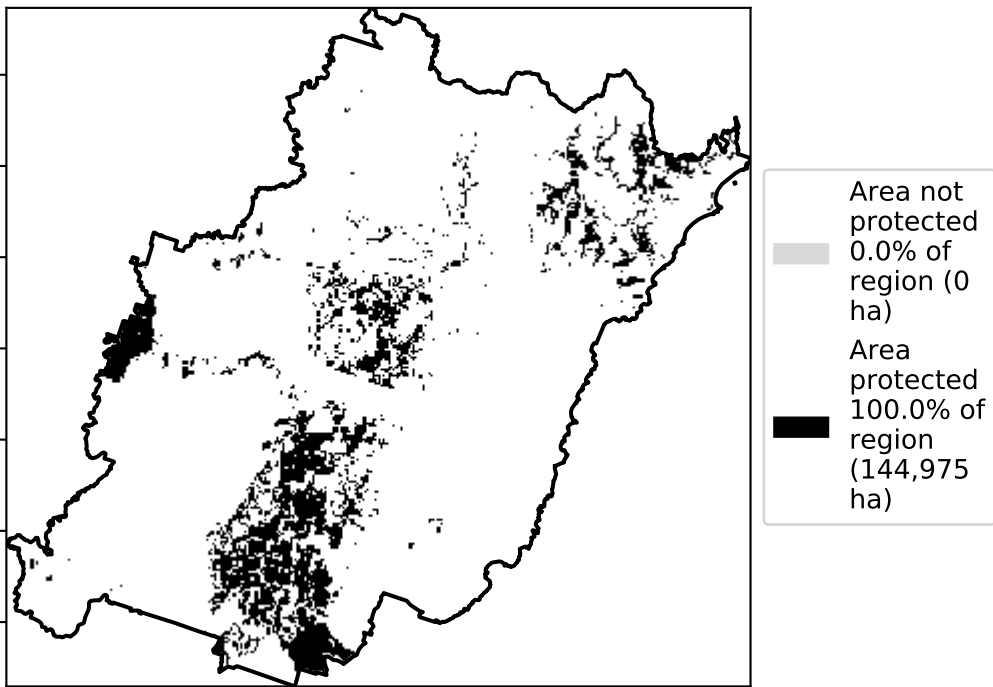 Area not
protected
0.0% of
region (0
ha)
Area
protected
100.0% of
region
(144,975
ha)